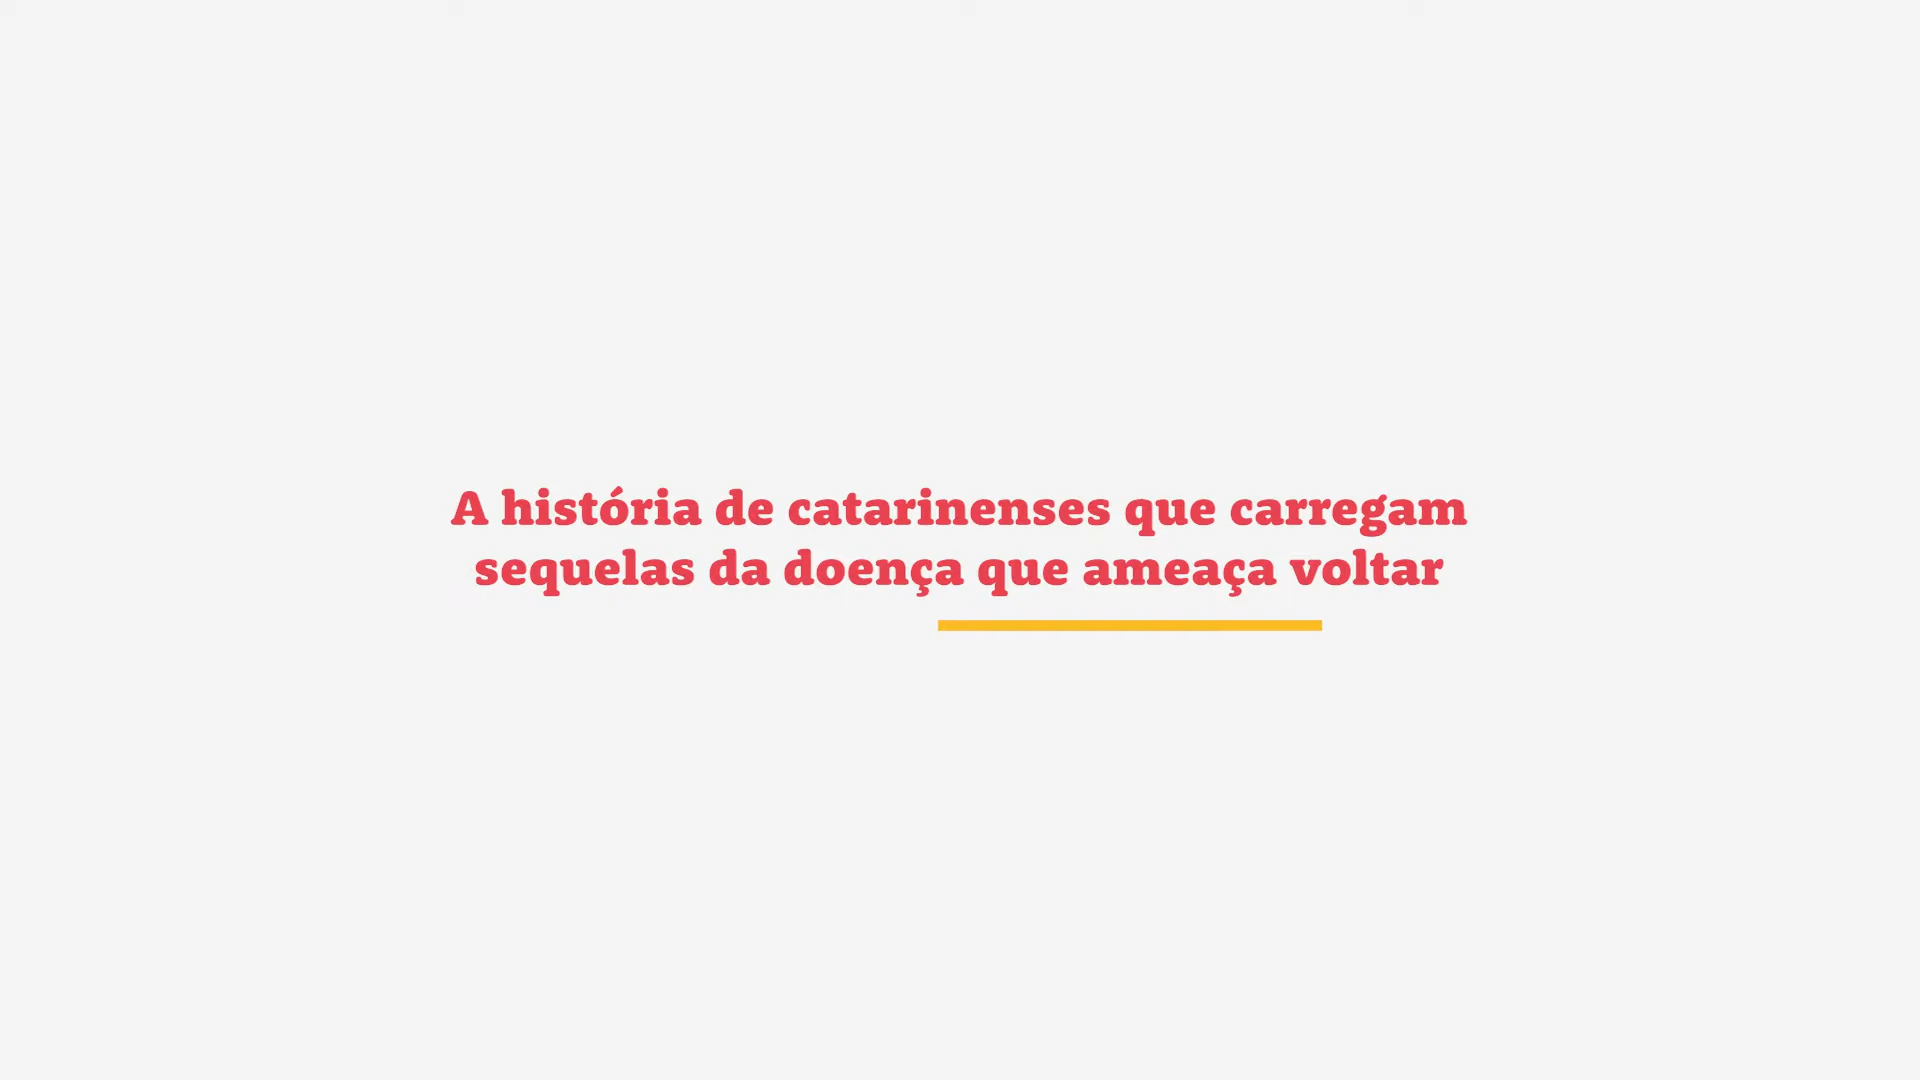 A história de catarinenses que carregam
sequelas da doença que ameaça voltar